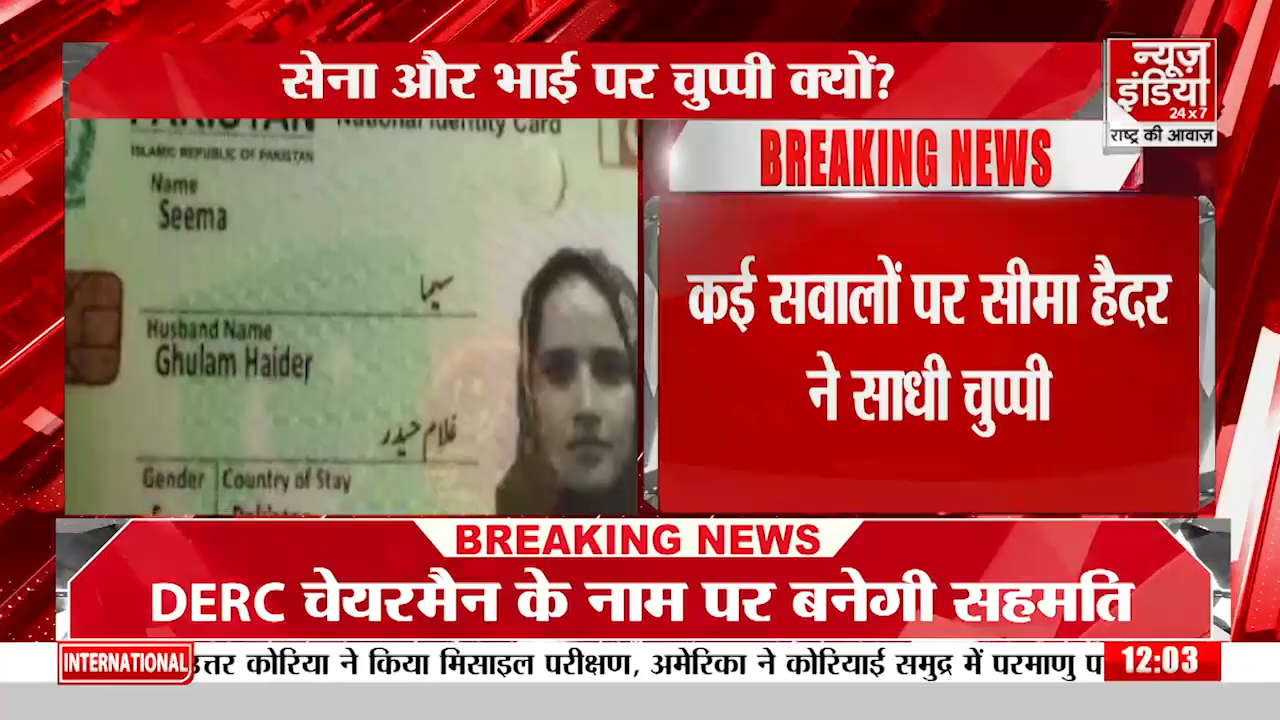 सेना और भाई पर चुप्पी क्यों?
न्यूज़
इंडिया
24x7
राष्ट्र की आवाज़
PAKISTAN National Identity Card
ISLAMIC REPUBLIC OF PAKISTAN
Name
Seema
سیما
Husband Name
Ghulam Haider
غلام حیدر
Gender Country of Stay
BREAKING NEWS
कई सवालों पर सीमा हैदर
ने साधी चुप्पी
BREAKING NEWS
DERC चेयरमैन के नाम पर बनेगी सहमति
INTERNATIONAL उत्तर कोरिया ने किया मिसाइल परीक्षण, अमेरिका ने कोरियाई समुद्र में परमाणु 12:03